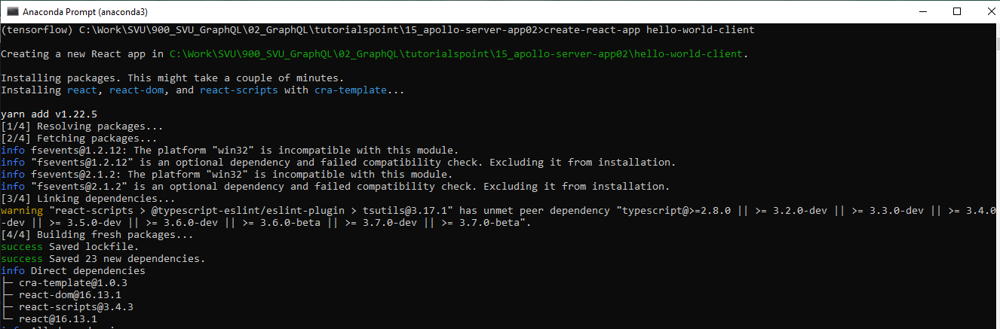 Anaconda Prompt (anaconda3)
(tensorflow) C:\Work\SVU\900_SVU_GraphQL\02_GraphQL\tutorialspoint\15_apollo-server-app02>create-react-app hello-world-client
Creating a new React app in C:\Work\SVU\900_SVU_GraphQL\02_GraphQL\tutorialspoint\15_apollo-server-app02\hello-world-client.
Installing packages. This might take a couple of minutes.
Installing react, react-dom, and react-scripts with cra-template...
yarn add v1.22.5
[1/4] Resolving packages...
[2/4] Fetching packages...
info fsevents@1.2.12: The platform "win32" is incompatible with this module.
info "fsevents@1.2.12" is an optional dependency and failed compatibility check. Excluding it from installation.
info fsevents@2.1.2: The platform "win32" is incompatible with this module.
info "fsevents@2.1.2" is an optional dependency and failed compatibility check. Excluding it from installation.
[3/4] Linking dependencies...
warning "react-scripts > @typescript-eslint/eslint-plugin > tsutils@3.17.1" has unmet peer dependency "typescript@>=2.8.0 || >= 3.2.0-dev || >= 3.3.0-dev || >= 3.4.0
-dev || >= 3.5.0-dev || >= 3.6.0-dev || >= 3.6.0-beta || >= 3.7.0-dev || >= 3.7.0-beta".
[4/4] Building fresh packages...
success Saved lockfile.
success Saved 23 new dependencies.
info Direct dependencies
├─ cra-template@1.0.3
├─ react-dom@16.13.1
├─ react-scripts@3.4.3
└─ react@16.13.1